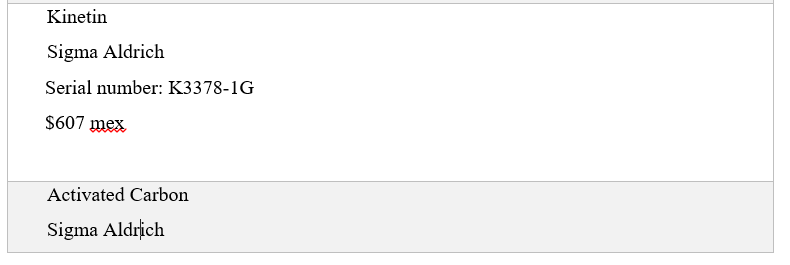 Kinetin
Sigma Aldrich
Serial number: K3378-1G
$607 mex
Activated Carbon
Sigma Aldrich